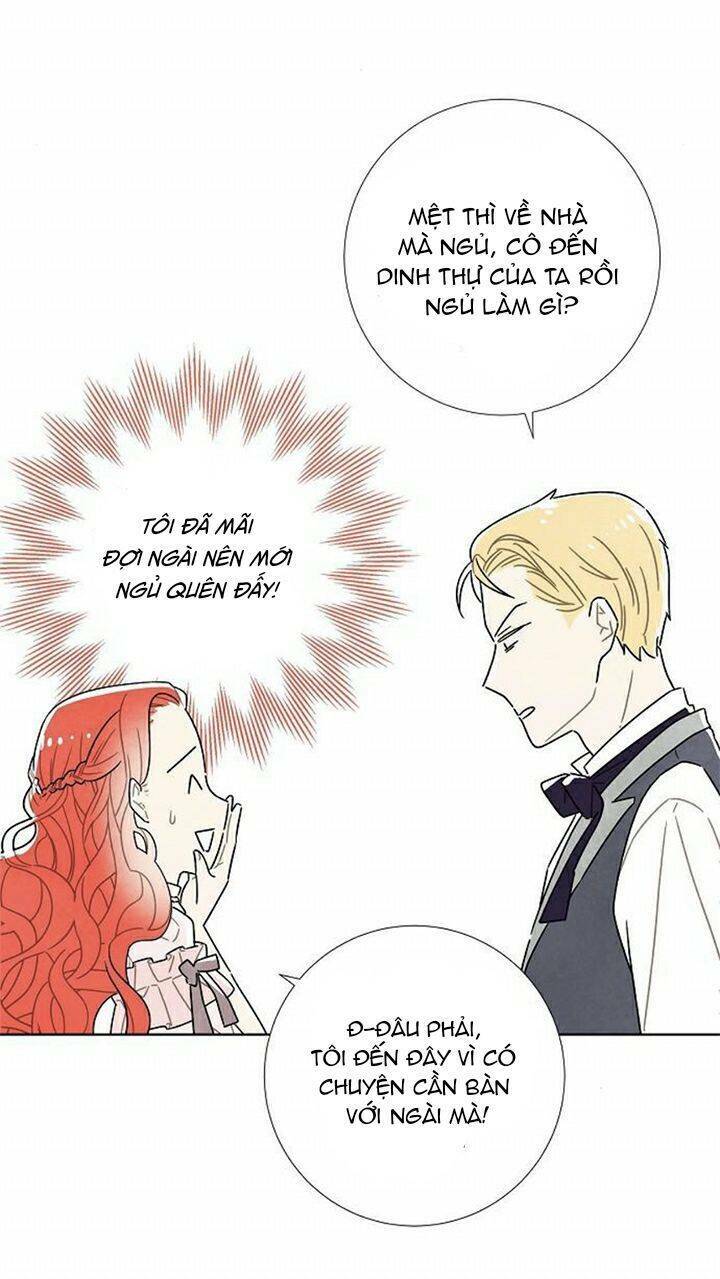 MỆT THÌ VỀ NHÀ
MÀ NGỦ, CÔ ĐẾN
DINH THỰ CỦA TA RỒI
NGỦ LÀM GÌ?
TÔI ĐÃ MÃI
ĐỢI NGÀI NÊN MỚI
NGỦ QUÊN ĐẤY!
Đ-ĐÂU PHẢI,
TÔI ĐẾN ĐÂY VÌ CÓ
CHUYỆN CẦN BÀN
VỚI NGÀI MÀ!